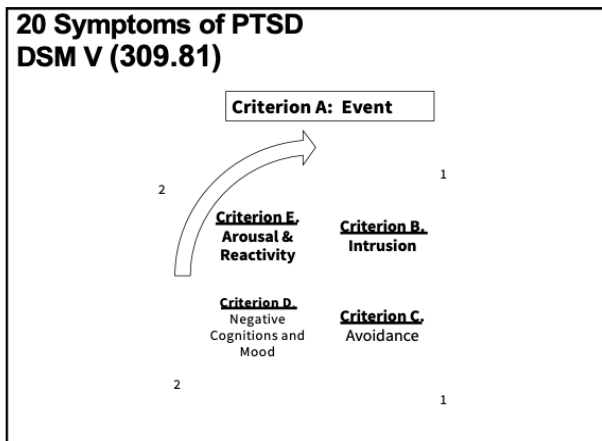 20 Symptoms of PTSD
DSM V (309.81)
Criterion A: Event
2
1
Criterion E.
Arousal &
Reactivity
Criterion B.
Intrusion
Criterion D.
Negative
Cognitions and
Mood
Criterion C.
Avoidance
2
1